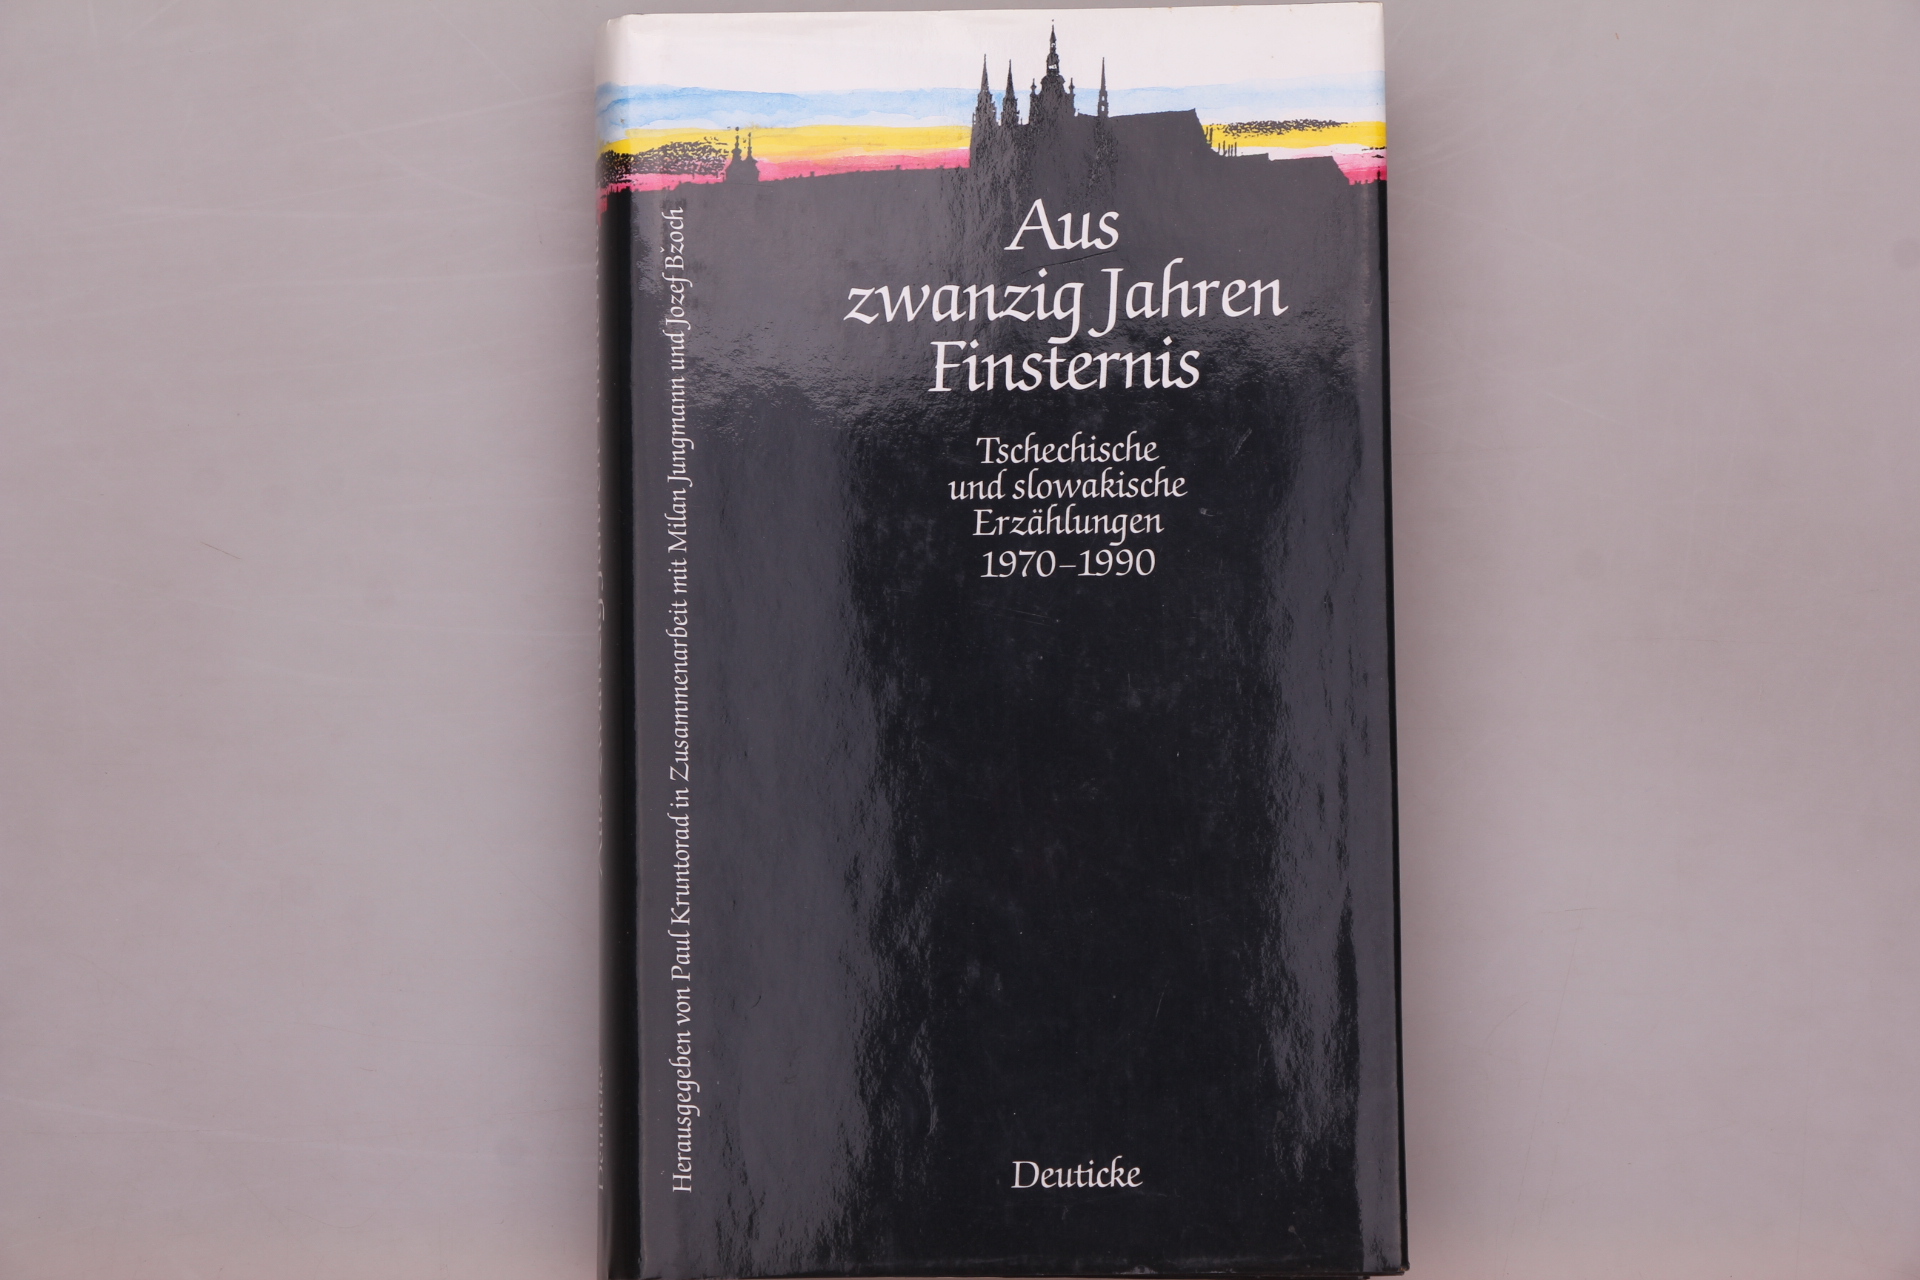 Aus
zwanzig Jahren
Finsternis
Tschechische
und slowakische
Erzählungen
1970–1990
Herausgegeben von Paul Kruntorad in Zusammenarbeit mit Milan Jungmann und Jozef Bžoch
Deuticke